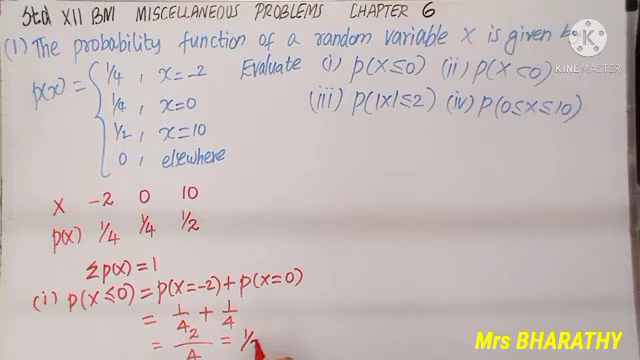 Std XII BM MISCELLANEOUS PROBLEMS CHAPTER 6
(1) The probability function of a random variable X is given by
p(x) = { 1/4 , x = -2 Evaluate (i) p(X ≤ 0) (ii) p(X < 0)
1/4 , x = 0 (iii) p(|X| ≤ 2) (iv) p(0 ≤ X ≤ 10)
1/2 , x = 10
0 , elsewhere
KINEMASTER
X -2 0 10
p(x) 1/4 1/4 1/2
Σp(x) = 1
(i) p(X ≤ 0) = p(X = -2) + p(X = 0)
= 1/4 + 1/4
= 2/4 = 1/2
Mrs BHARATHY